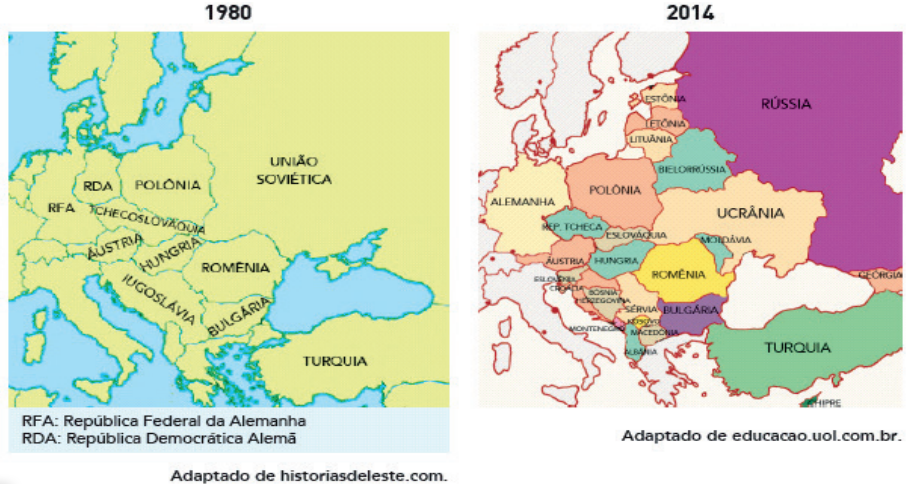 1980
UNIÃO
SOVIÉTICA
RDA
POLÔNIA
RFA
TCHECOSLOVÁQUIA
ÁUSTRIA
HUNGRIA
ROMÊNIA
IUGOSLÁVIA
BULGÁRIA
TURQUIA
RFA: República Federal da Alemanha
RDA: República Democrática Alemã
Adaptado de historiasdeleste.com.
2014
RÚSSIA
ESTÔNIA
LETÔNIA
LITUÂNIA
BIELORRÚSSIA
POLÔNIA
ALEMANHA
UCRÂNIA
REP. TCHECA
ESLOVÁQUIA
MOLDÁVIA
ÁUSTRIA
HUNGRIA
ROMÊNIA
GEÓRGIA
ESLOVÊNIA
CROÁCIA
BOSNIA
HERZEGOVINA
SÉRVIA
BULGÁRIA
KOSOVO
MONTENEGRO
MACEDONIA
ALBÂNIA
TURQUIA
CHIPRE
Adaptado de educacao.uol.com.br.